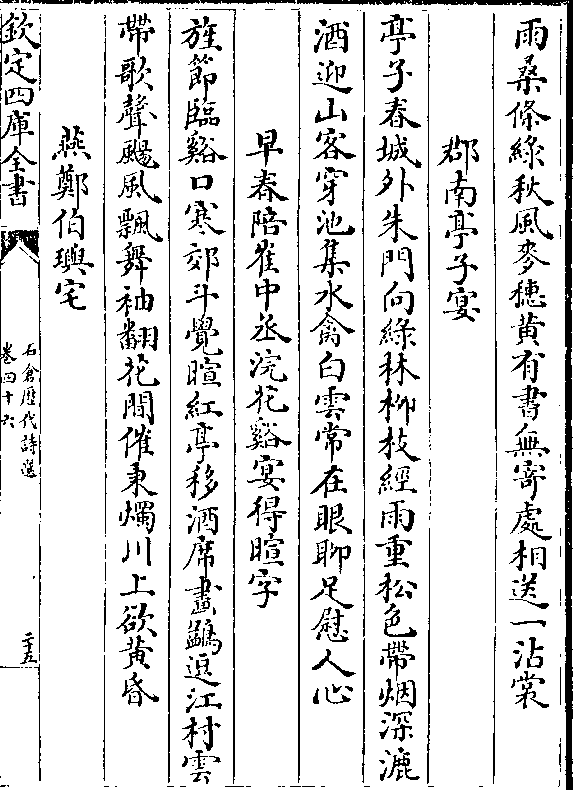 雨桑條綠秋風麥穗黃有書無寄處相送一沾裳
郡南亭子宴
亭子春城外朱門向綠林柳枝經雨重松色帶烟深漉
酒迎山客穿池集水禽白雲常在眼聊足慰人心
早春陪崔中丞浣花谿宴得暄字
旌節臨谿口寒郊斗覺暄紅亭移酒席畫鷁逗江村雲
帶歌聲颺風飄舞袖翻花間催秉燭川上欲黃昏
燕鄭伯璵宅
欽定四庫全書
石倉歷代詩選
卷四十六
二十五